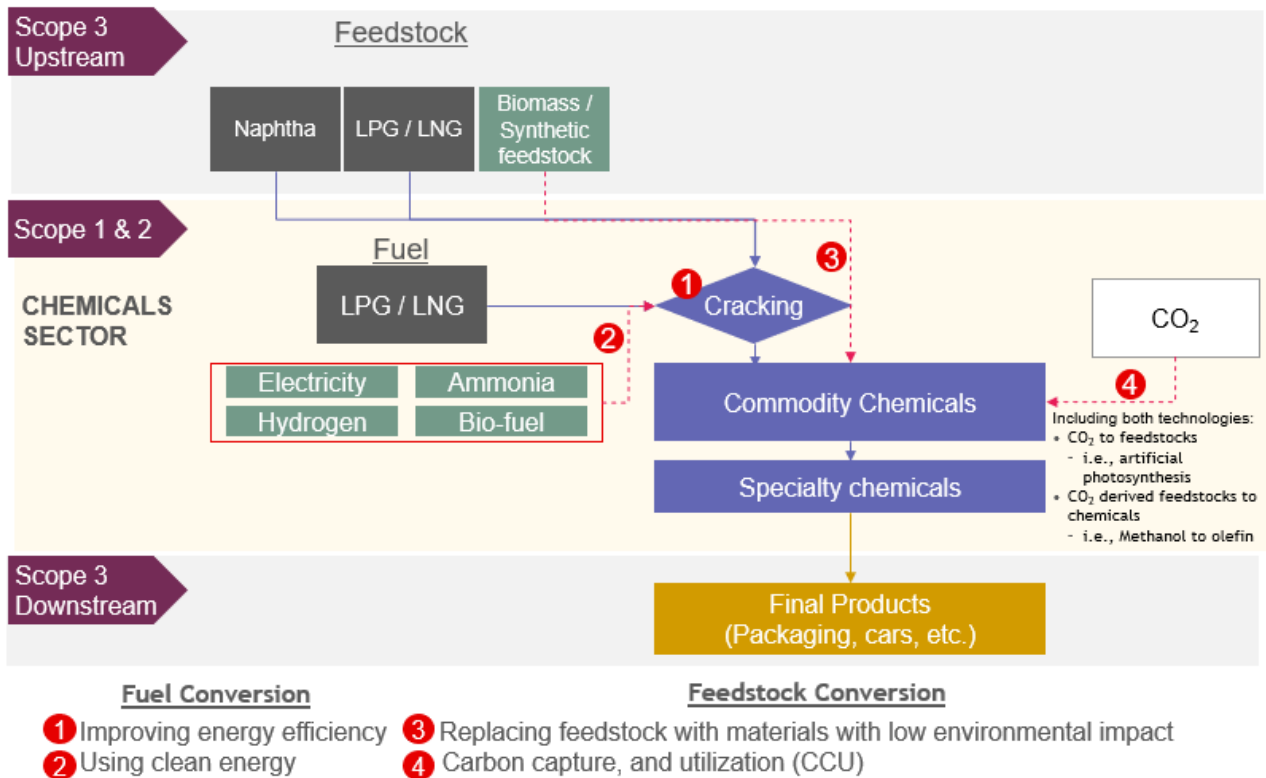 Scope 3
Upstream
Feedstock
Naphtha
LPG / LNG
Biomass /
Synthetic
feedstock
Scope 1 & 2
CHEMICALS
SECTOR
Fuel
LPG / LNG
1
Cracking
3
2
Electricity
Ammonia
Hydrogen
Bio-fuel
CO₂
4
Commodity Chemicals
Including both technologies:
• CO₂ to feedstocks
- i.e., artificial
photosynthesis
• CO₂ derived feedstocks to
chemicals
- i.e., Methanol to olefin
Specialty chemicals
Scope 3
Downstream
Final Products
(Packaging, cars, etc.)
Fuel Conversion
1 Improving energy efficiency
2 Using clean energy
Feedstock Conversion
3 Replacing feedstock with materials with low environmental impact
4 Carbon capture, and utilization (CCU)